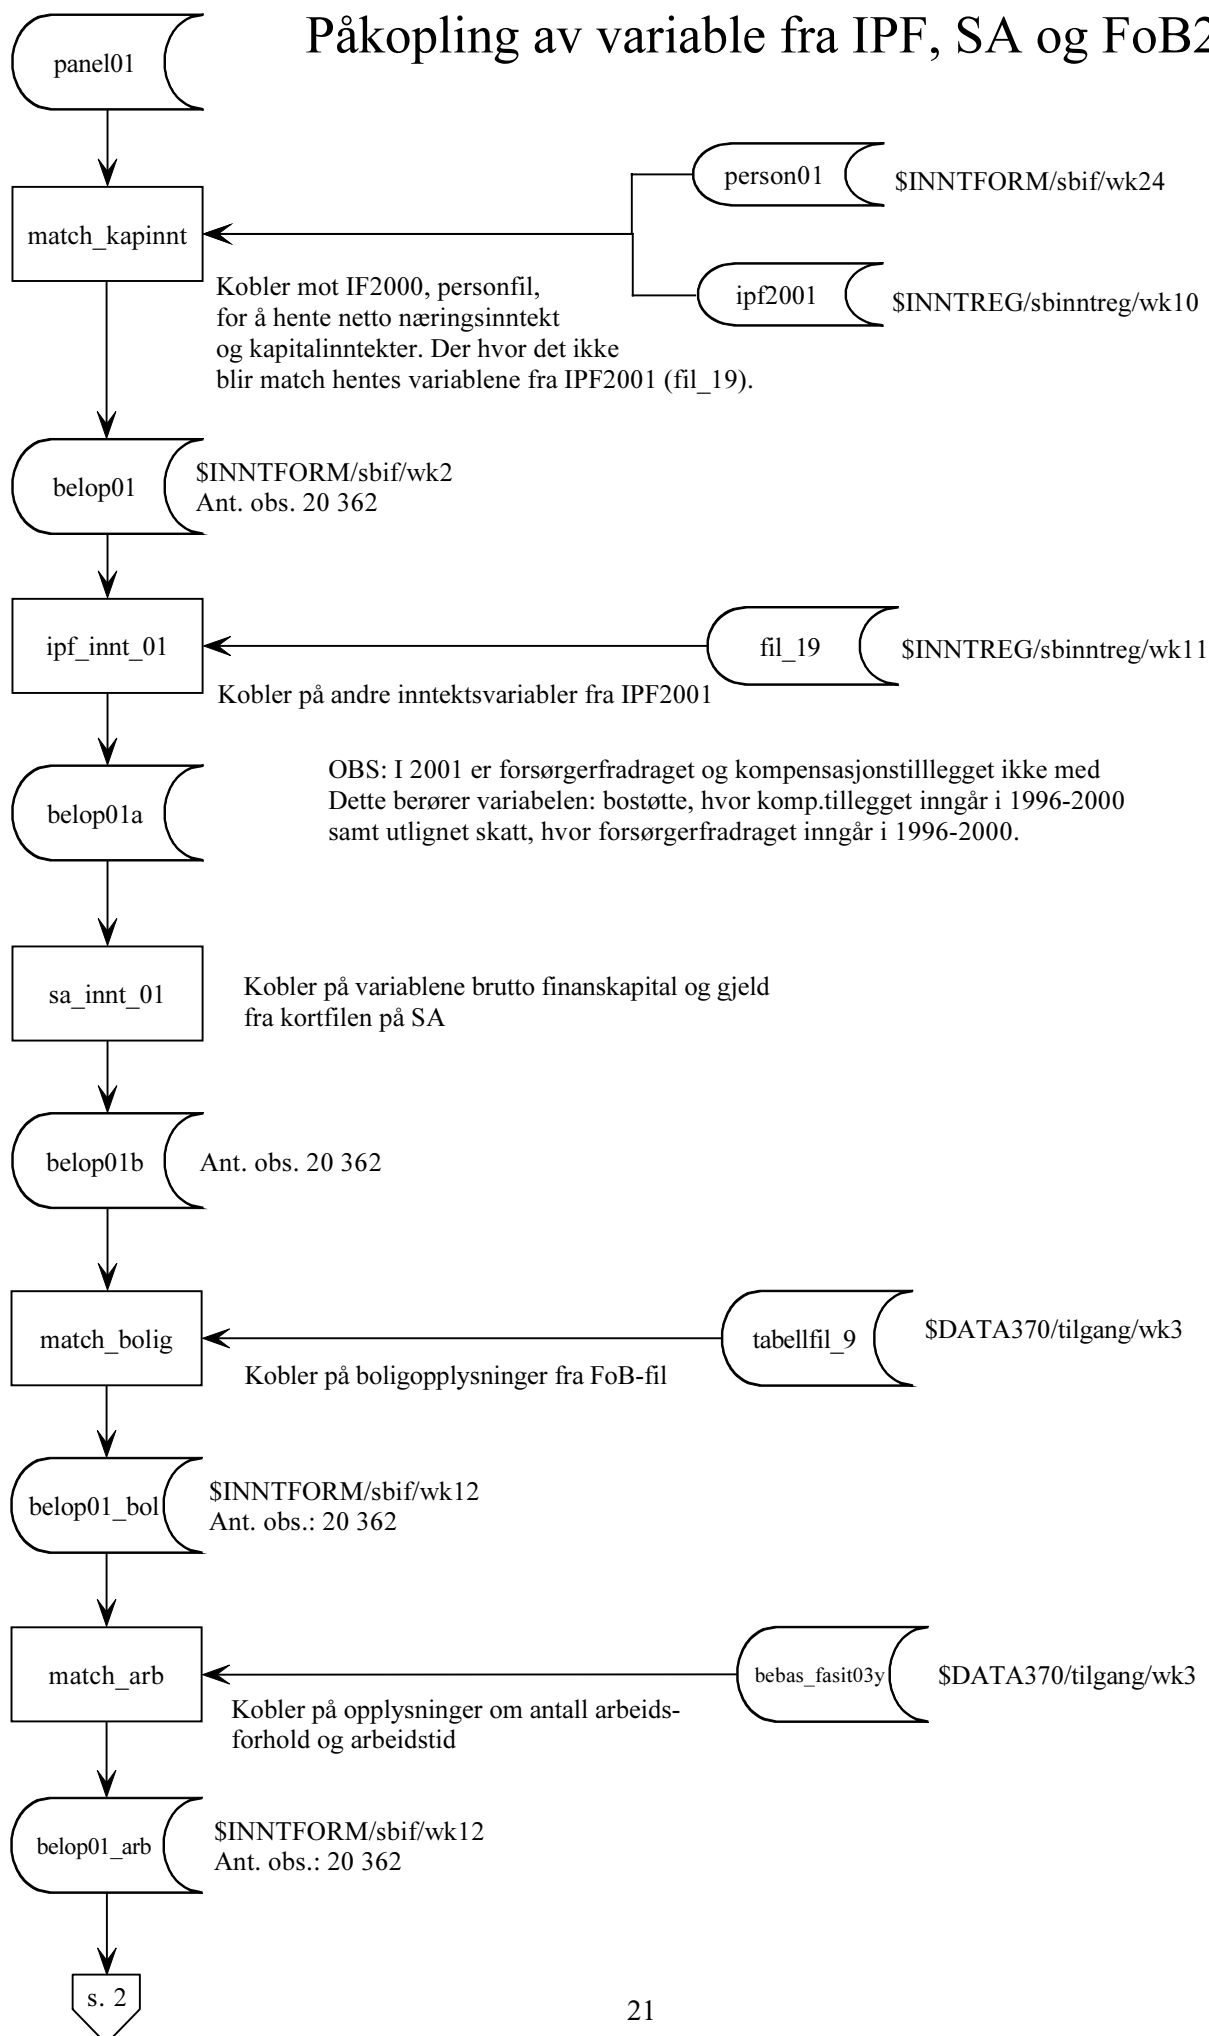 Påkopling av variable fra IPF, SA og FoB2
panel01
person01
$INNTFORM/sbif/wk24
match_kapinnt
Kobler mot IF2000, personfil,
for å hente netto næringsinntekt
og kapitalinntekter. Der hvor det ikke
blir match hentes variablene fra IPF2001 (fil_19).
ipf2001
$INNTREG/sbinntreg/wk10
belop01
$INNTFORM/sbif/wk2
Ant. obs. 20 362
ipf_innt_01
fil_19
$INNTREG/sbinntreg/wk11
Kobler på andre inntektsvariabler fra IPF2001
belop01a
OBS: I 2001 er forsørgerfradraget og kompensasjonstilllegget ikke med
Dette berører variabelen: bostøtte, hvor komp.tillegget inngår i 1996-2000
samt utlignet skatt, hvor forsørgerfradraget inngår i 1996-2000.
sa_innt_01
Kobler på variablene brutto finanskapital og gjeld
fra kortfilen på SA
belop01b
Ant. obs. 20 362
match_bolig
tabellfil_9
$DATA370/tilgang/wk3
Kobler på boligopplysninger fra FoB-fil
belop01_bol
$INNTFORM/sbif/wk12
Ant. obs.: 20 362
match_arb
bebas_fasit03y
$DATA370/tilgang/wk3
Kobler på opplysninger om antall arbeids-
forhold og arbeidstid
belop01_arb
$INNTFORM/sbif/wk12
Ant. obs.: 20 362
s. 2
21